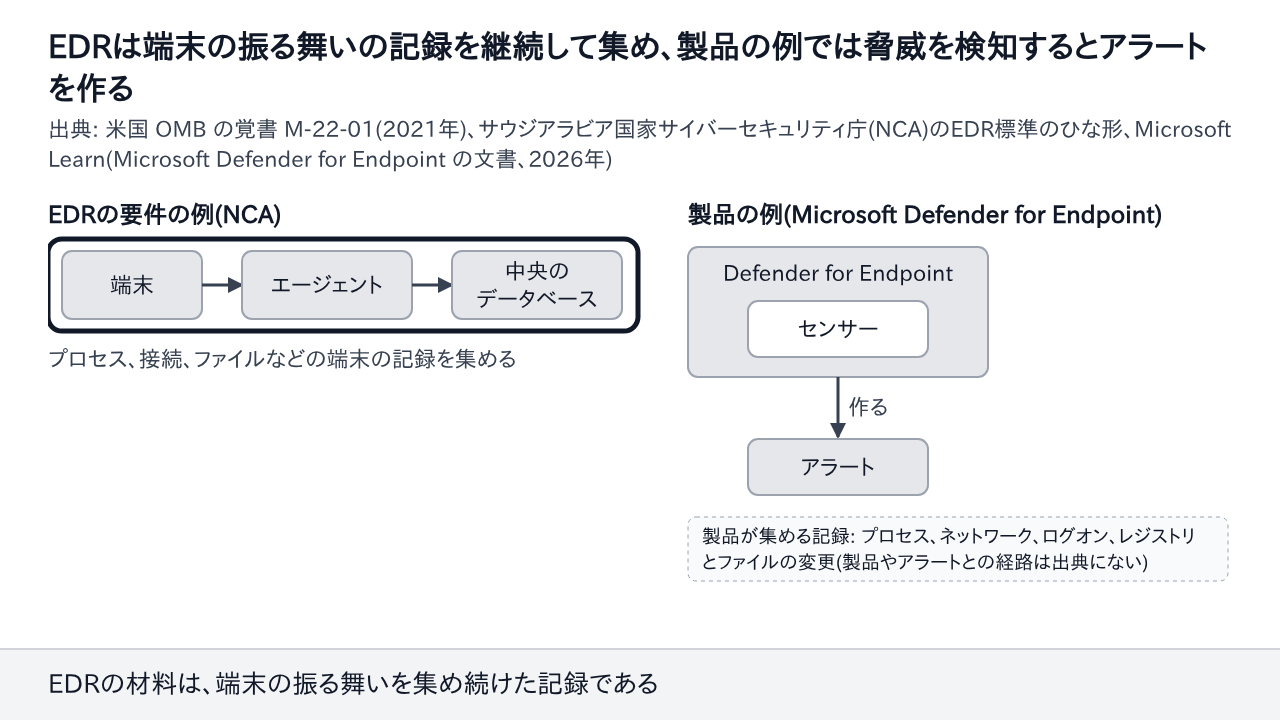 EDRは端末の振る舞いの記録を継続して集め、製品の例では脅威を検知するとアラート
を作る
出典: 米国 OMB の覚書 M-22-01(2021年)、サウジアラビア国家サイバーセキュリティ庁(NCA)のEDR標準のひな形、Microsoft
Learn(Microsoft Defender for Endpoint の文書、2026年)
EDRの要件の例(NCA)
端末
エージェント
中央の
データベース
プロセス、接続、ファイルなどの端末の記録を集める
製品の例(Microsoft Defender for Endpoint)
Defender for Endpoint
センサー
作る
アラート
製品が集める記録: プロセス、ネットワーク、ログオン、レジストリ
とファイルの変更(製品やアラートとの経路は出典にない)
EDRの材料は、端末の振る舞いを集め続けた記録である